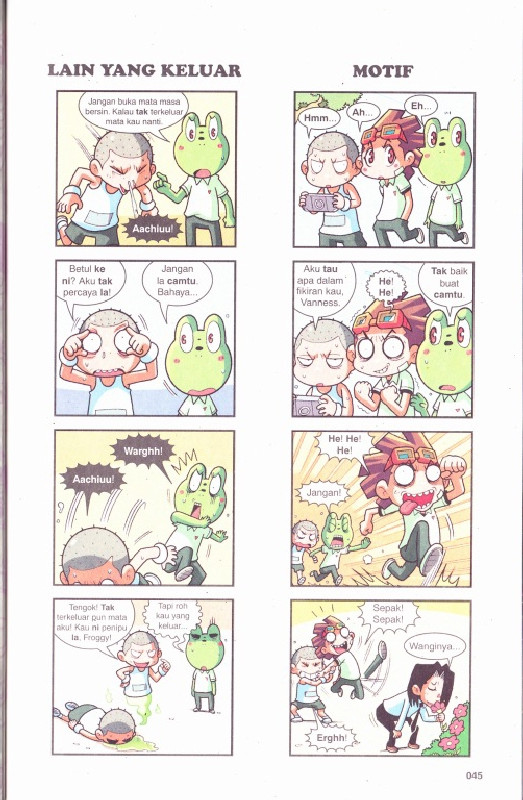 LAIN YANG KELUAR
Jangan buka mata masa
bersin. Kalau tak terkeluar
mata kau nanti.
Aachiuu!
Betul ke
ni? Aku tak
percaya la!
Jangan
la camtu.
Bahaya...
Warghh!
Aachiuu!
Tengok! Tak
terkeluar pun mata
aku! Kau ni penipu
la, Froggy!
Tapi roh
kau yang
keluar...
MOTIF
Hmm...
Ah...
Eh...
Aku tau
apa dalam
fikiran kau,
Vanness.
He!
He!
Tak baik
buat
camtu.
He! He!
He!
Jangan!
Sepak!
Sepak!
Wanginya...
Eirghh!
045